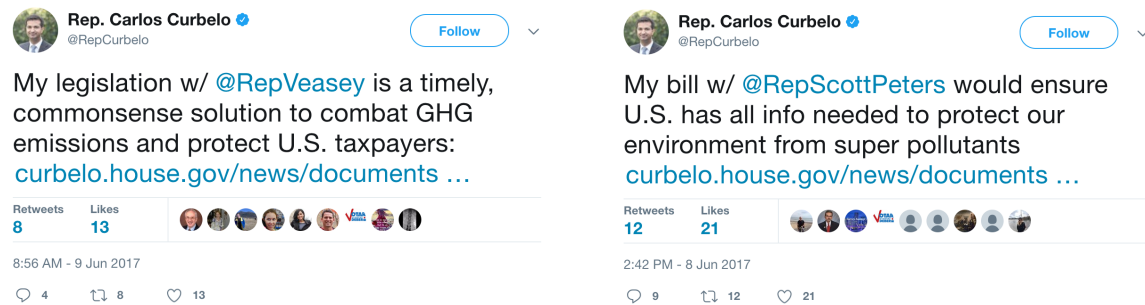 Rep. Carlos Curbelo
@RepCurbelo
Follow
My legislation w/ @RepVeasey is a timely,
commonsense solution to combat GHG
emissions and protect U.S. taxpayers:
curbelo.house.gov/news/documents ...
Retweets
Likes
8
13
8:56 AM - 9 Jun 2017
4
8
13
Rep. Carlos Curbelo
@RepCurbelo
Follow
My bill w/ @RepScottPeters would ensure
U.S. has all info needed to protect our
environment from super pollutants
curbelo.house.gov/news/documents ...
Retweets
Likes
12
21
2:42 PM - 8 Jun 2017
9
12
21